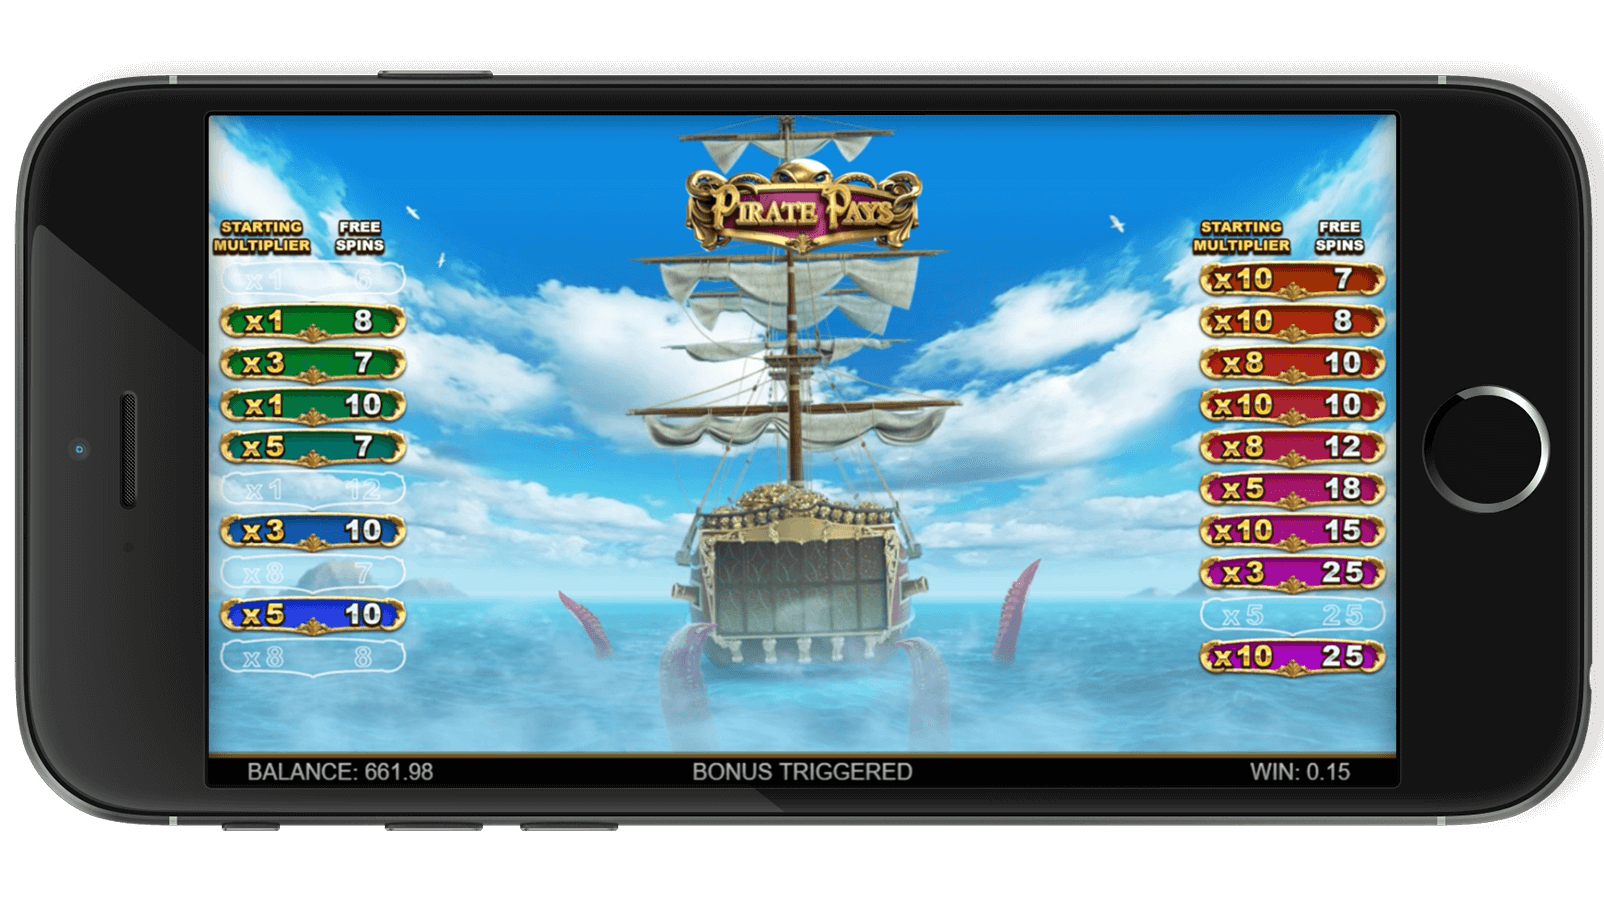 PIRATE PAYS
STARTING FREE
MULTIPLIER SPINS
x1 6
x1 8
x3 7
x1 10
x5 7
x1 12
x3 10
x8 7
x5 10
x8 8
STARTING FREE
MULTIPLIER SPINS
x10 7
x10 8
x8 10
x10 10
x8 12
x5 18
x10 15
x3 25
x5 25
x10 25
BALANCE: 661.98 BONUS TRIGGERED WIN: 0.15